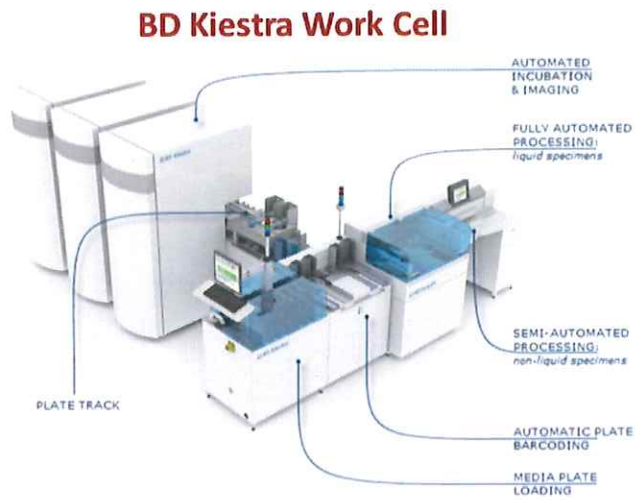 BD Kiestra Work Cell
AUTOMATED
INCUBATION
& IMAGING
FULLY AUTOMATED
PROCESSING:
liquid specimens
SEMI-AUTOMATED
PROCESSING:
non-liquid specimens
PLATE TRACK
AUTOMATIC PLATE
BARCODING
MEDIA PLATE
LOADING